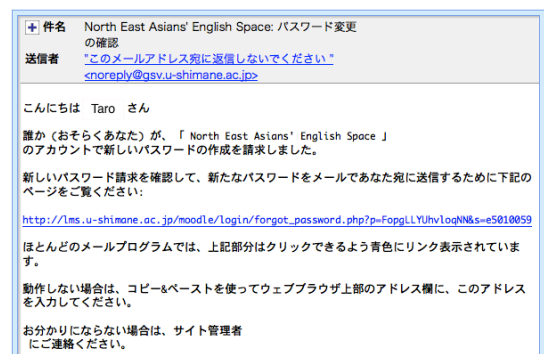 件名 North East Asians' English Space: パスワード変更
の確認
送信者 "このメールアドレス宛に返信しないでください "
<noreply@gsv.u-shimane.ac.jp>
こんにちは Taro さん
誰か (おそらくあなた) が、「 North East Asians' English Space 」
のアカウントで新しいパスワードの作成を請求しました。
新しいパスワード請求を確認して、新たなパスワードをメールであなた宛に送信するために下記の
ページをご覧ください:
http://lms.u-shimane.ac.jp/moodle/login/forgot_password.php?p=FopgLLYUhvloqNN&s=e5010059
ほとんどのメールプログラムでは、上記部分はクリックできるよう青色にリンク表示されていま
す。
動作しない場合は、コピー&ペーストを使ってウェブブラウザ上部のアドレス欄に、このアドレス
を入力してください。
お分かりにならない場合は、サイト管理者
にご連絡ください。